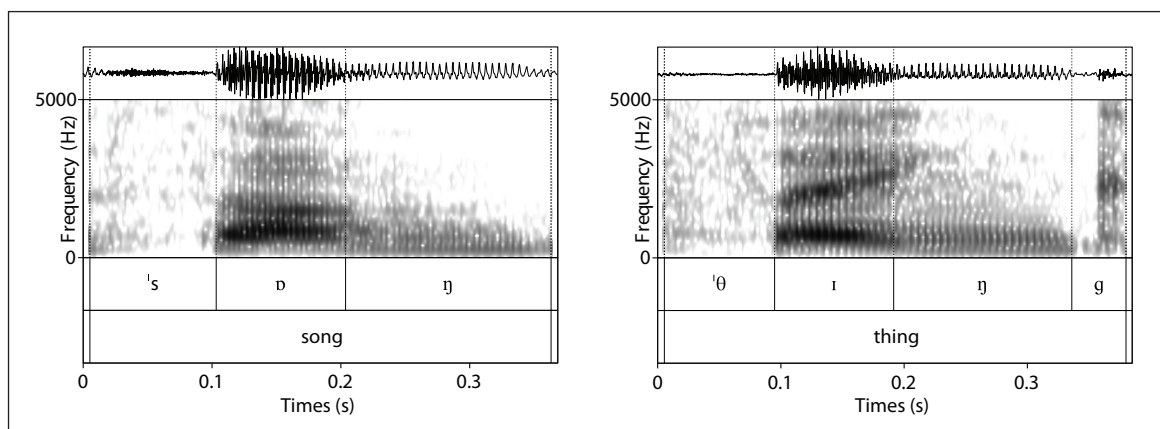 5000
Frequency (Hz)
0
ˈs ɒ ŋ
song
0 0.1 0.2 0.3
Times (s)
5000
Frequency (Hz)
0
ˈθ ɪ ŋ g
thing
0 0.1 0.2 0.3
Times (s)